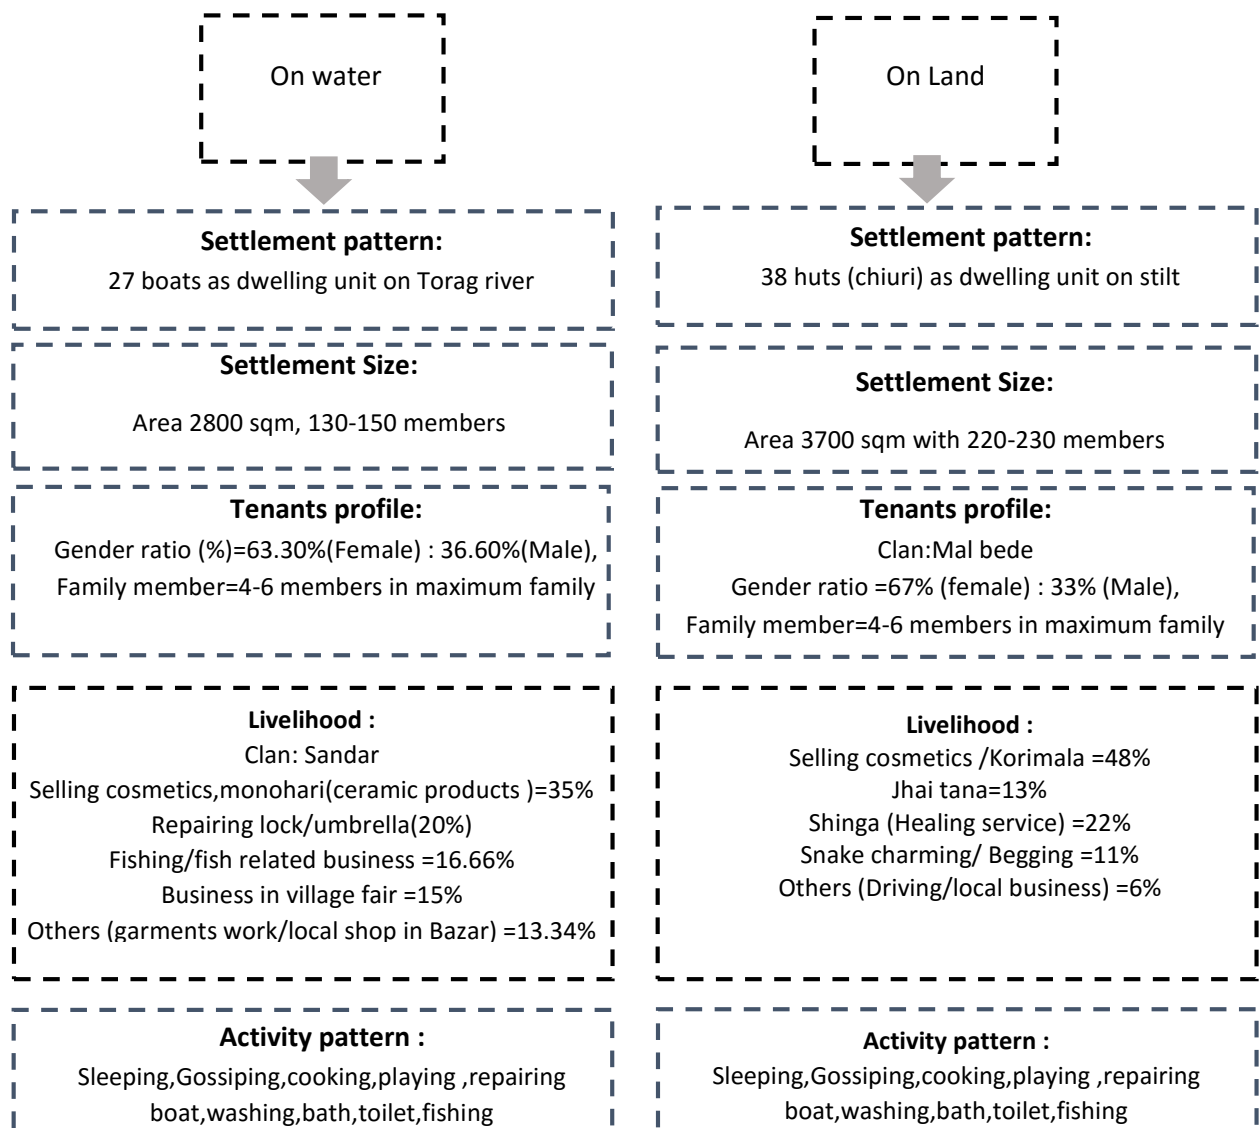 On water
Settlement pattern:
27 boats as dwelling unit on Torag river
Settlement Size:
Area 2800 sqm, 130-150 members
Tenants profile:
Gender ratio (%)=63.30%(Female) : 36.60%(Male),
Family member=4-6 members in maximum family
Livelihood :
Clan: Sandar
Selling cosmetics,monohari(ceramic products )=35%
Repairing lock/umbrella(20%)
Fishing/fish related business =16.66%
Business in village fair =15%
Others (garments work/local shop in Bazar) =13.34%
Activity pattern :
Sleeping,Gossiping,cooking,playing ,repairing
boat,washing,bath,toilet,fishing
On Land
Settlement pattern:
38 huts (chiuri) as dwelling unit on stilt
Settlement Size:
Area 3700 sqm with 220-230 members
Tenants profile:
Clan:Mal bede
Gender ratio =67% (female) : 33% (Male),
Family member=4-6 members in maximum family
Livelihood :
Selling cosmetics /Korimala =48%
Jhai tana=13%
Shinga (Healing service) =22%
Snake charming/ Begging =11%
Others (Driving/local business) =6%
Activity pattern :
Sleeping,Gossiping,cooking,playing ,repairing
boat,washing,bath,toilet,fishing